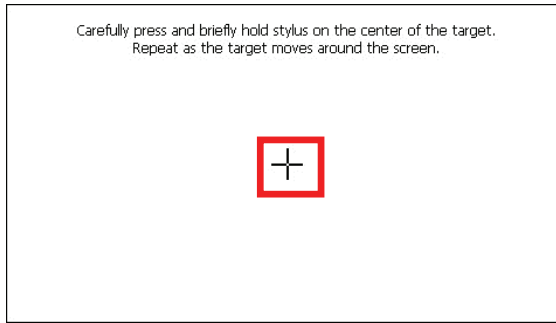 Carefully press and briefly hold stylus on the center of the target.
Repeat as the target moves around the screen.